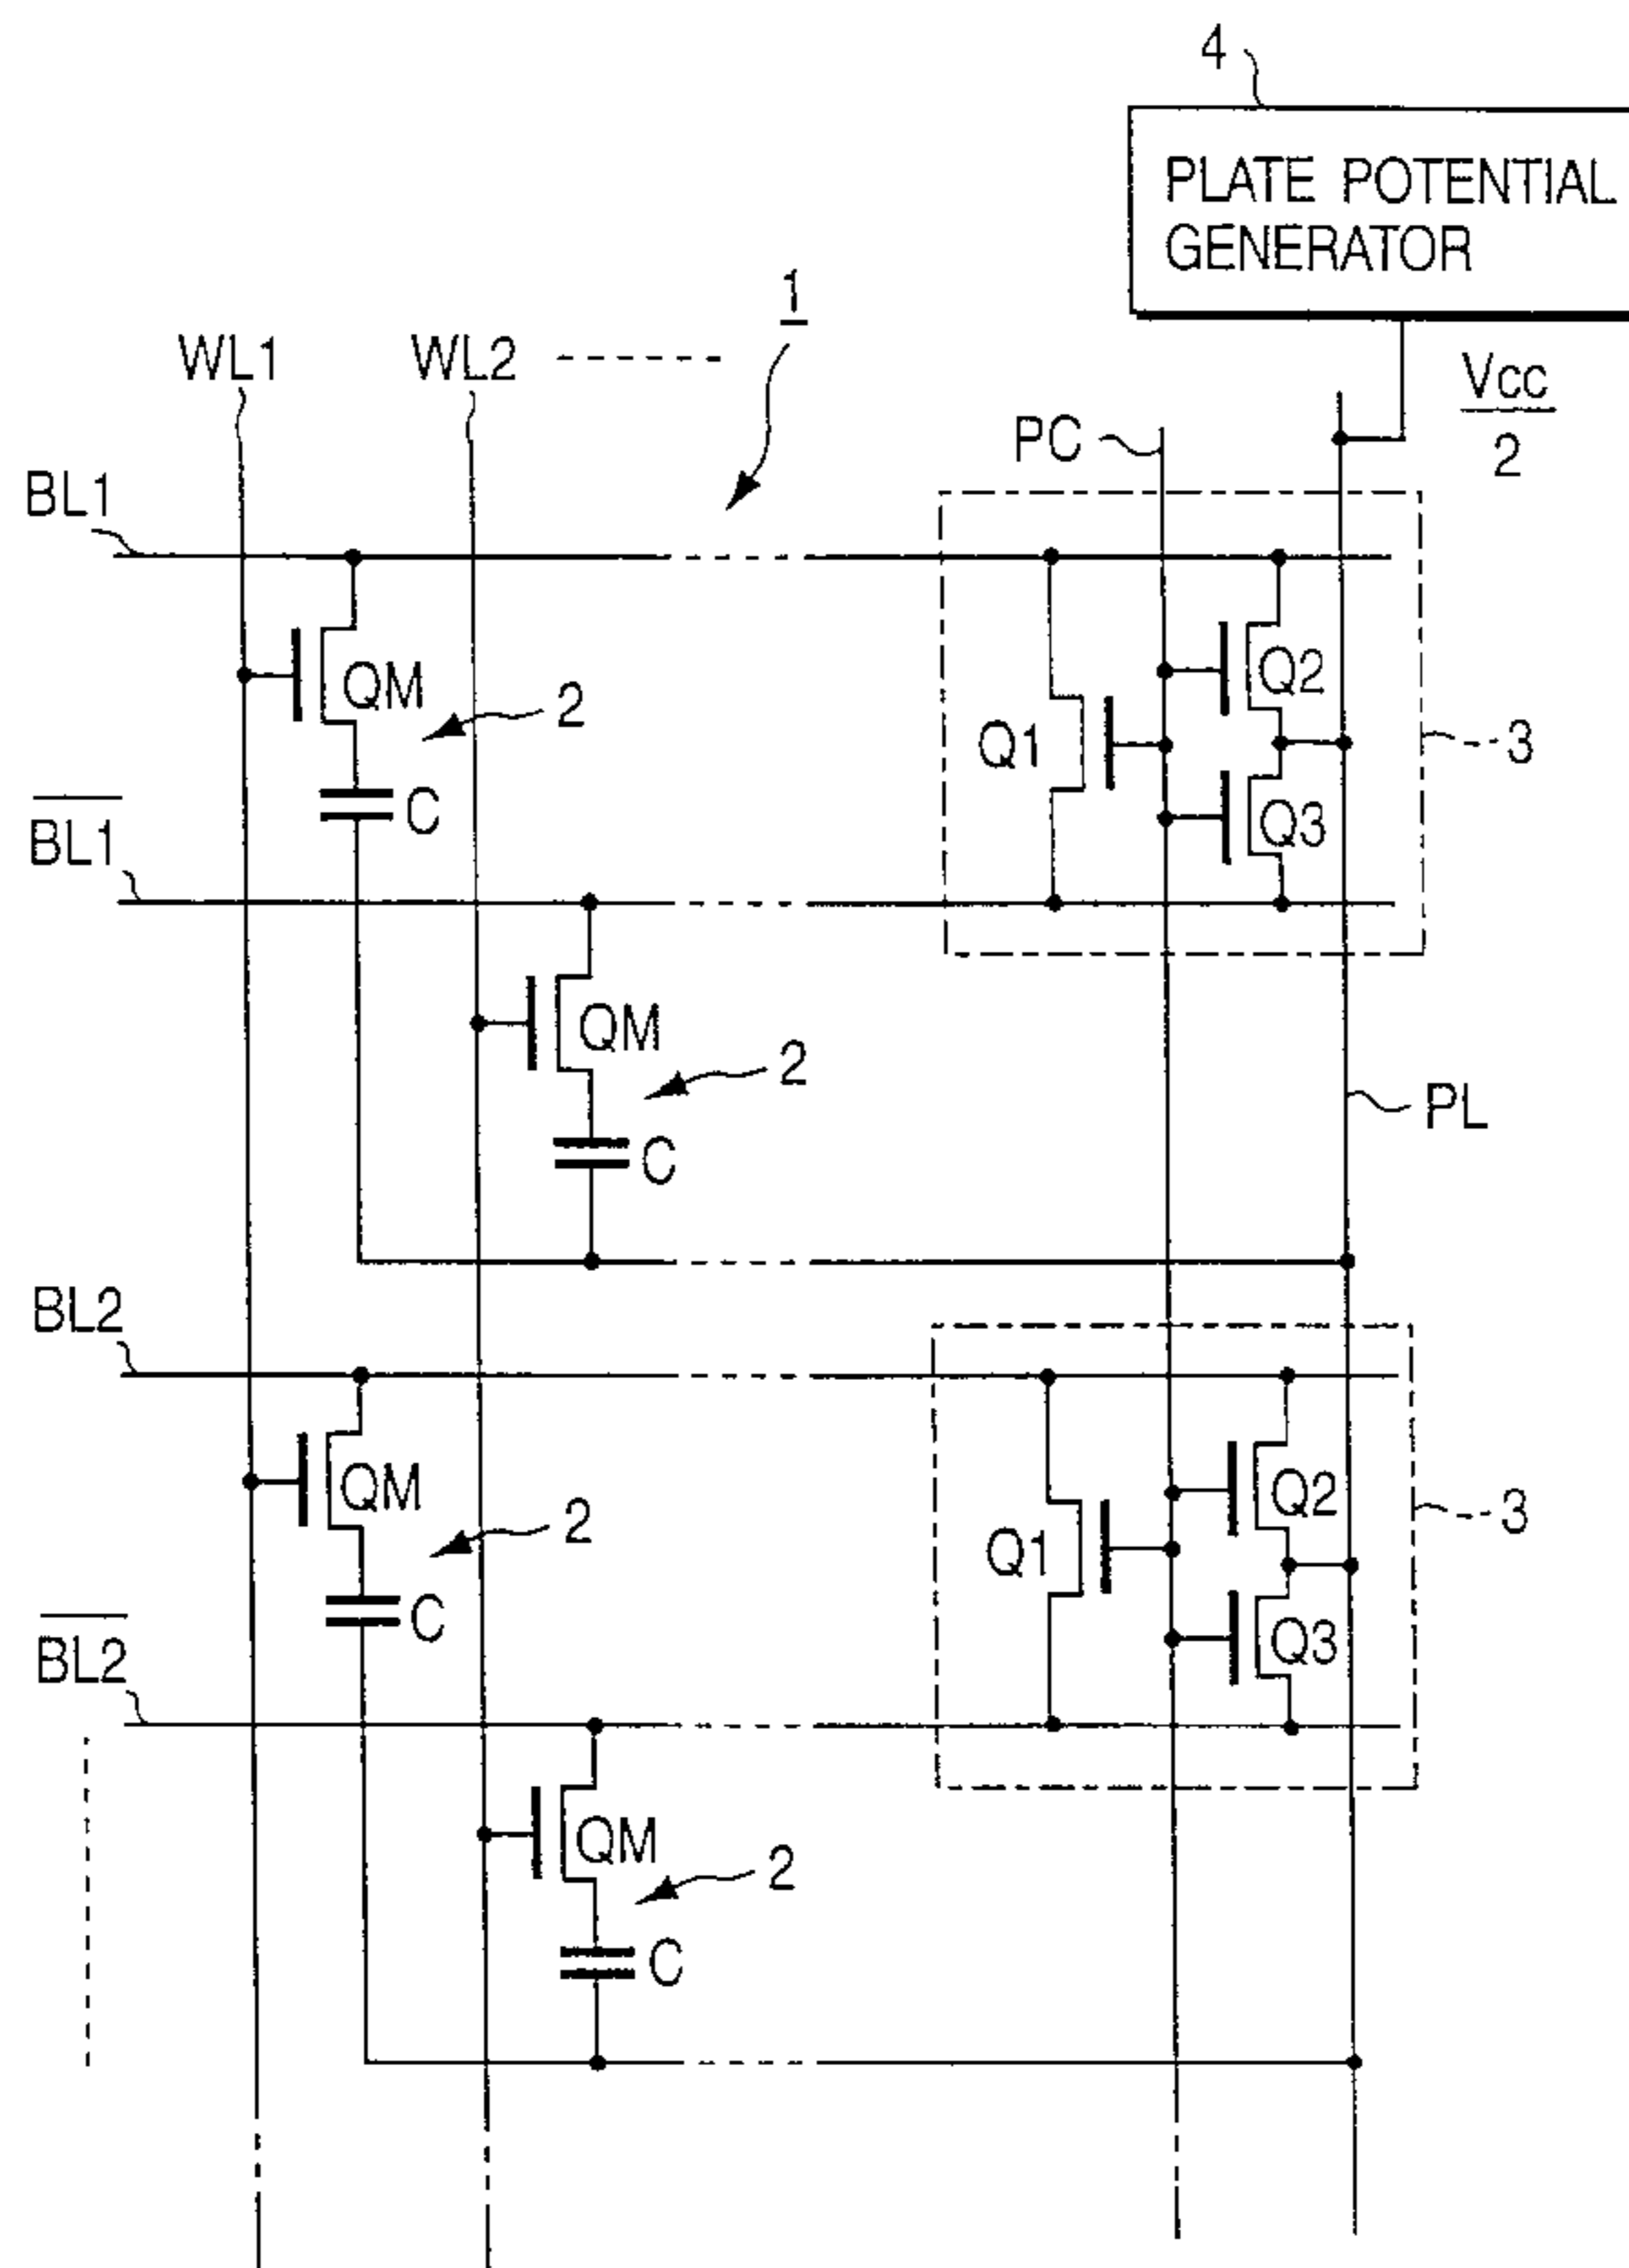 4
PLATE POTENTIAL
GENERATOR
1
WL1
WL2
Vcc
2
PC
BL1
QM
2
Q2
Q1
3
C
Q3
BL1
QM
2
PL
C
BL2
QM
2
Q2
3
Q1
C
Q3
BL2
QM
2
C